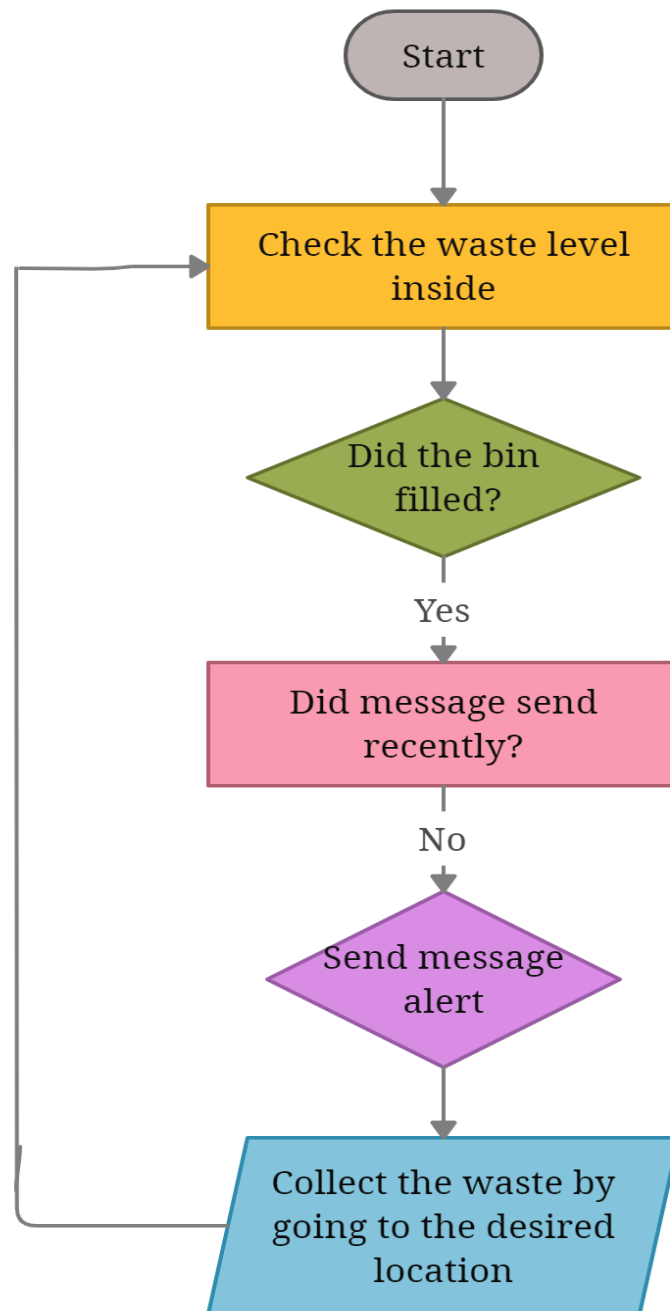 Start
Check the waste level
inside
Did the bin
filled?
Yes
Did message send
recently?
No
Send message
alert
Collect the waste by
going to the desired
location